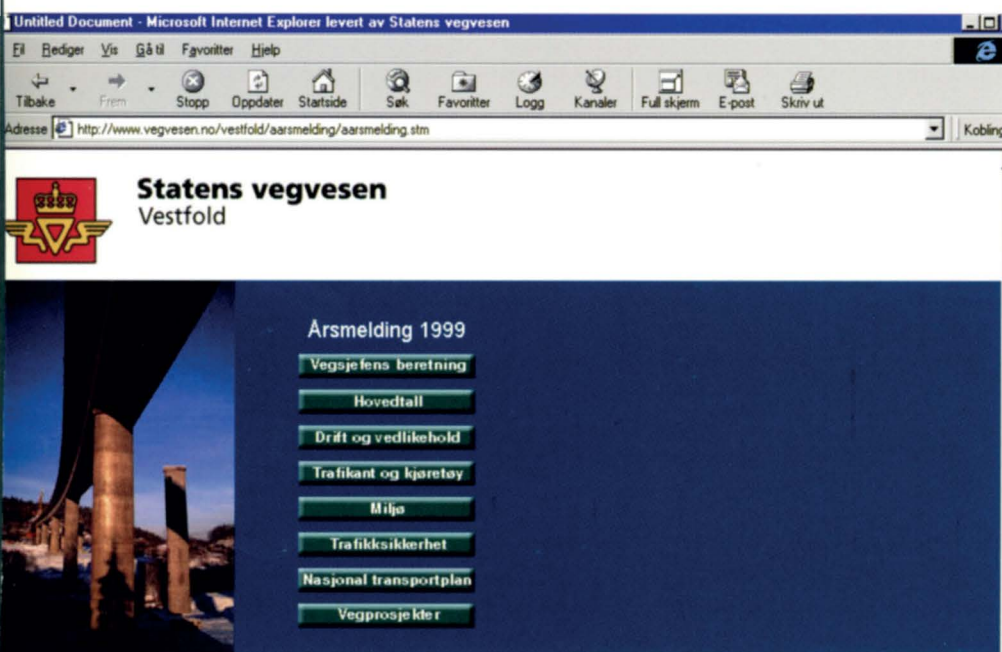 Untitled Document - Microsoft Internet Explorer levert av Statens vegvesen
Fil Rediger Vis Gå til Favoritter Hjelp
Tilbake Frem Stopp Oppdater Startside Søk Favoritter Logg Kanaler Full skjerm E-post Skriv ut
Adresse http://www.vegvesen.no/vestfold/aarsmelding/aarsmelding.stm Kobling
Statens vegvesen
Vestfold
Årsmelding 1999
Vegsjefens beretning
Hovedtall
Drift og vedlikehold
Trafikant og kjøretøy
Miljø
Trafikksikkerhet
Nasjonal transportplan
Vegprosjekter